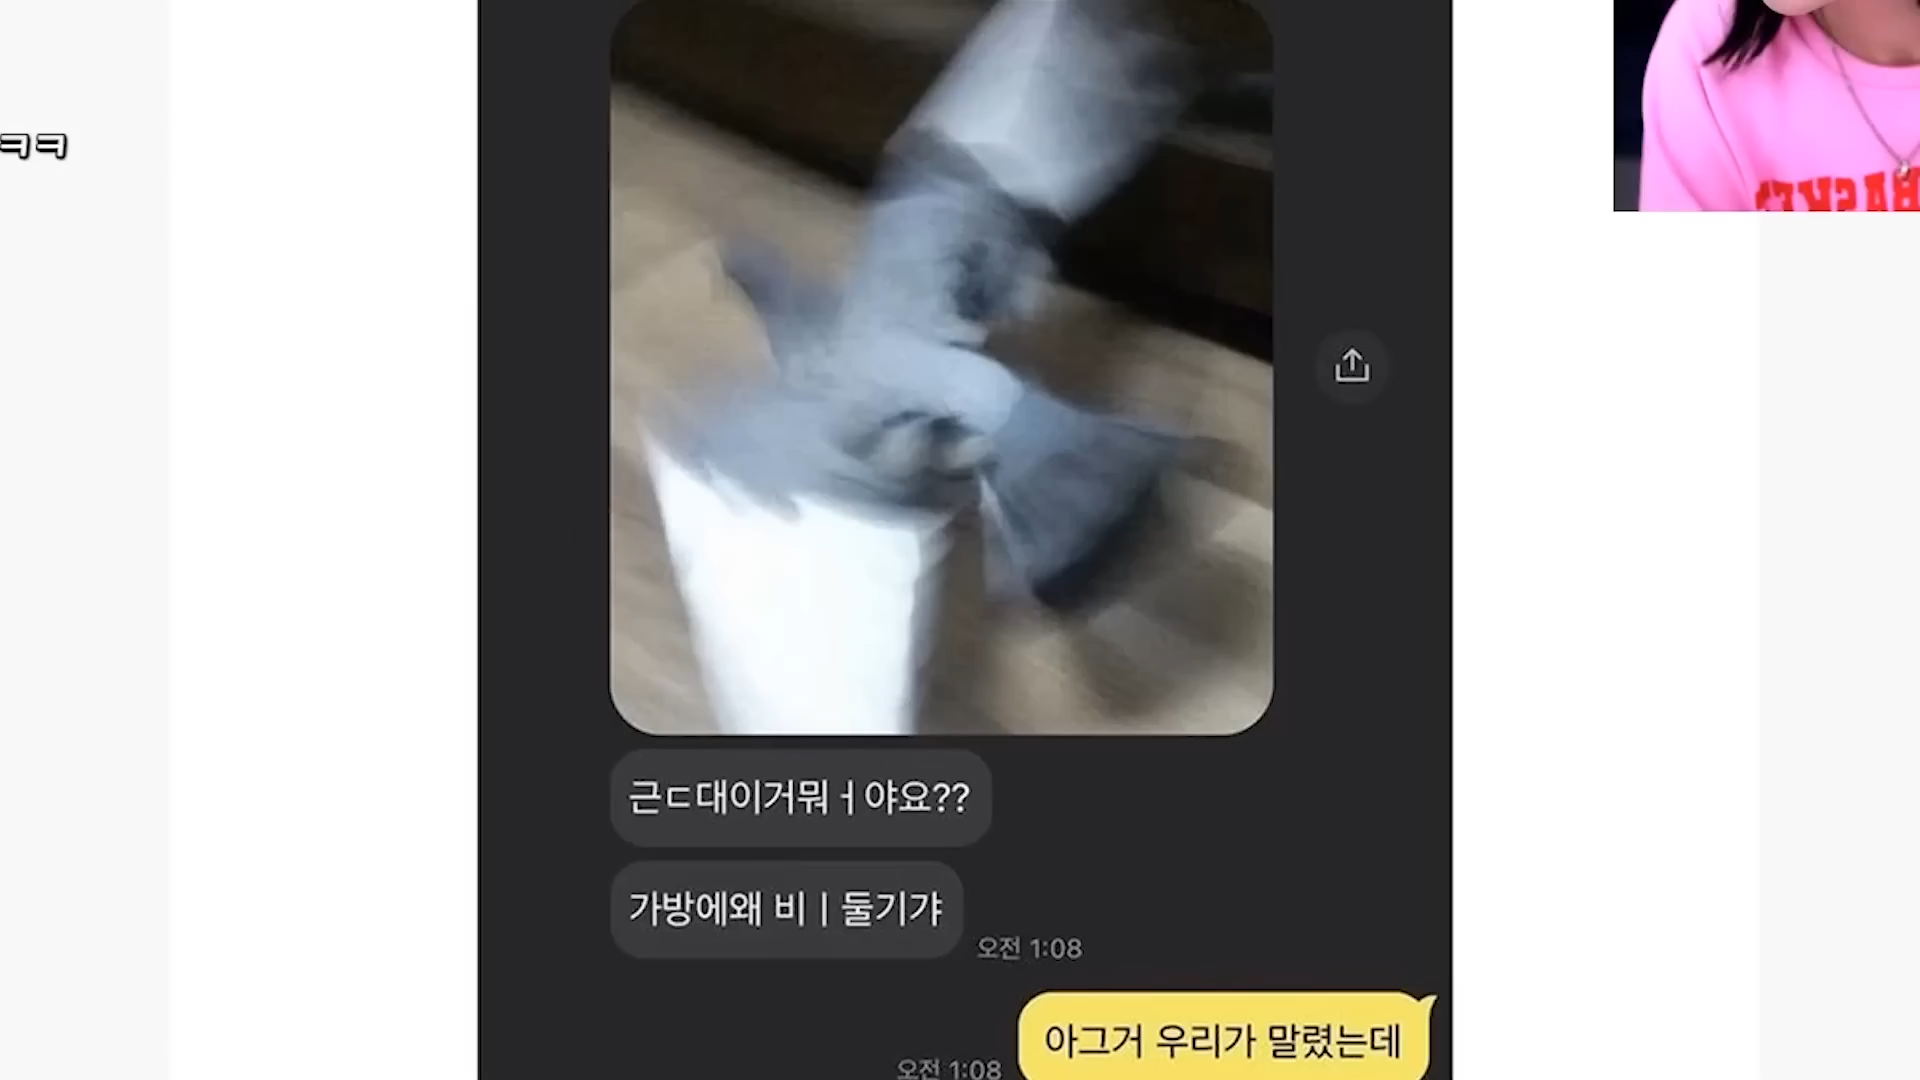 ㅋㅋ
근ㄷ대이거뭐ㅓ야요??
가방에왜 비ㅣ둘기갸
오전 1:08
아그거 우리가 말렸는데
오전 1:08